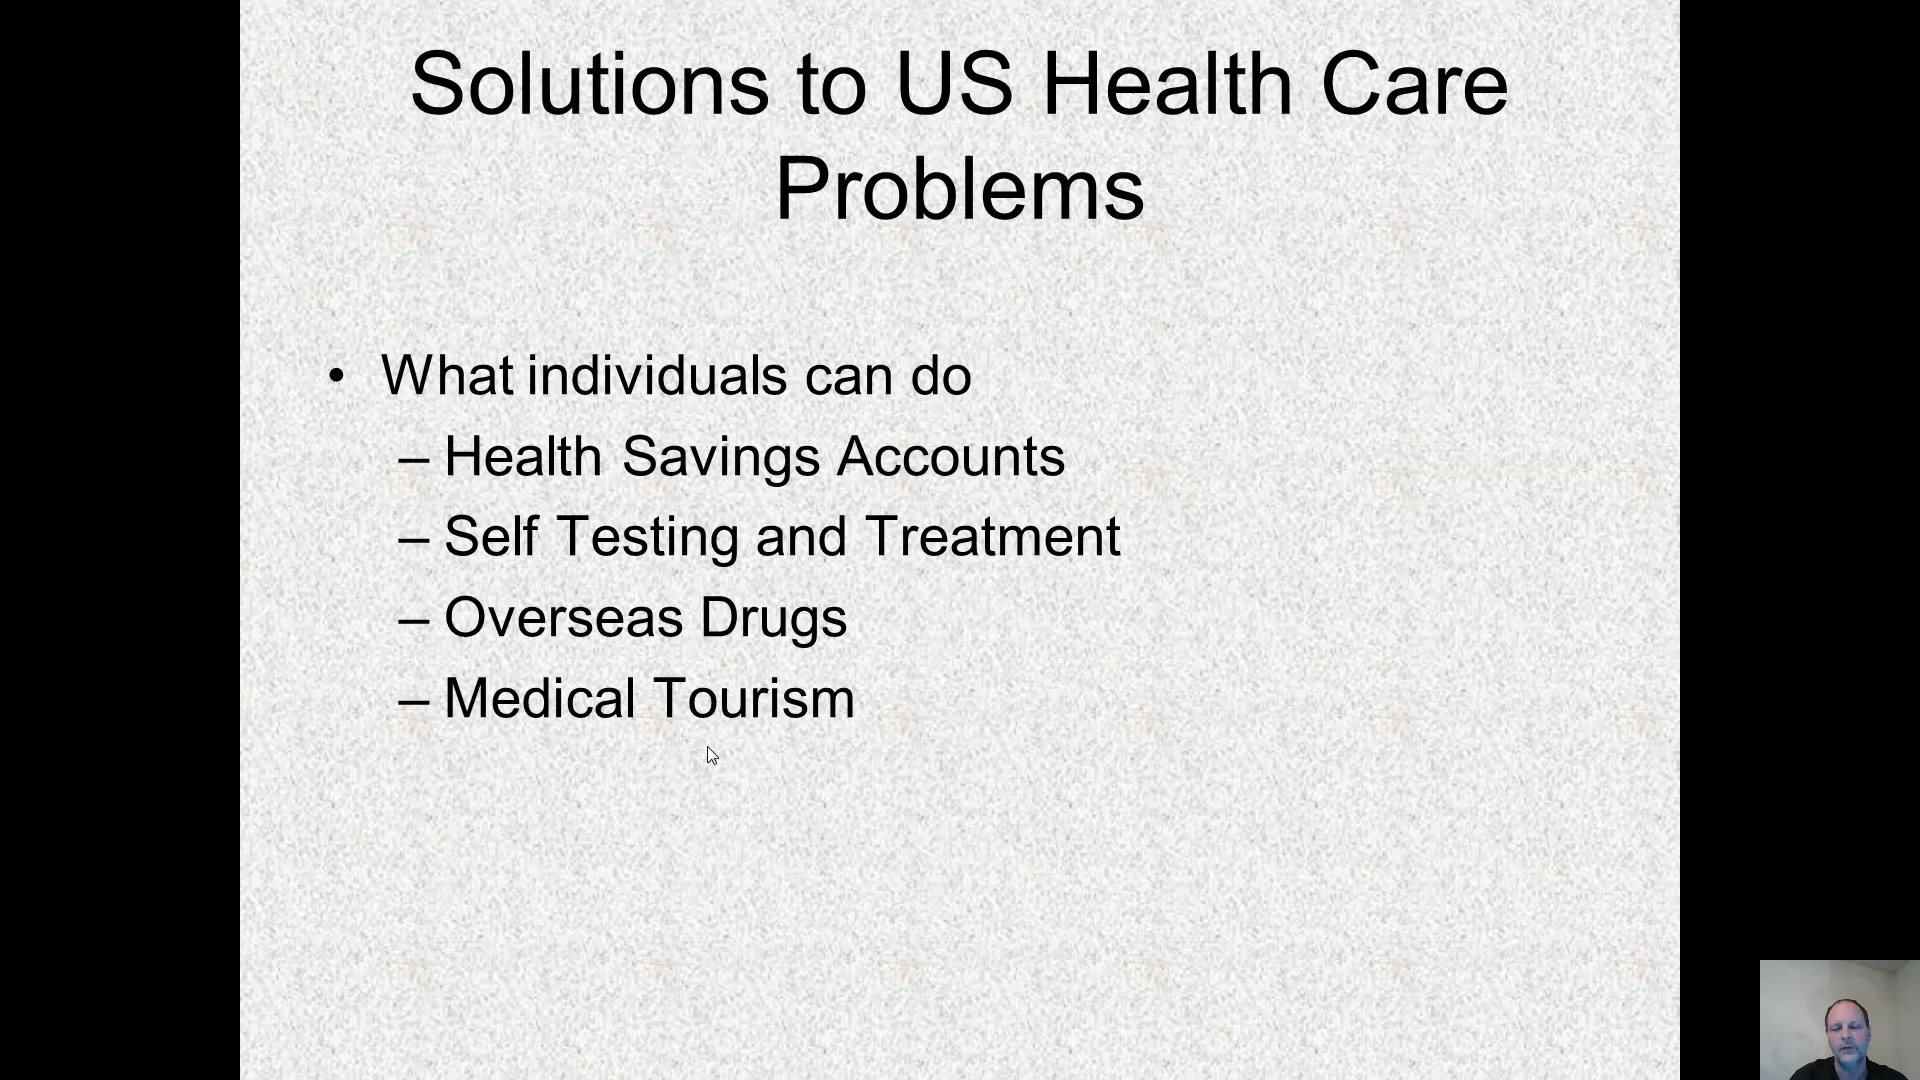 Solutions to US Health Care
Problems
• What individuals can do
– Health Savings Accounts
– Self Testing and Treatment
– Overseas Drugs
– Medical Tourism